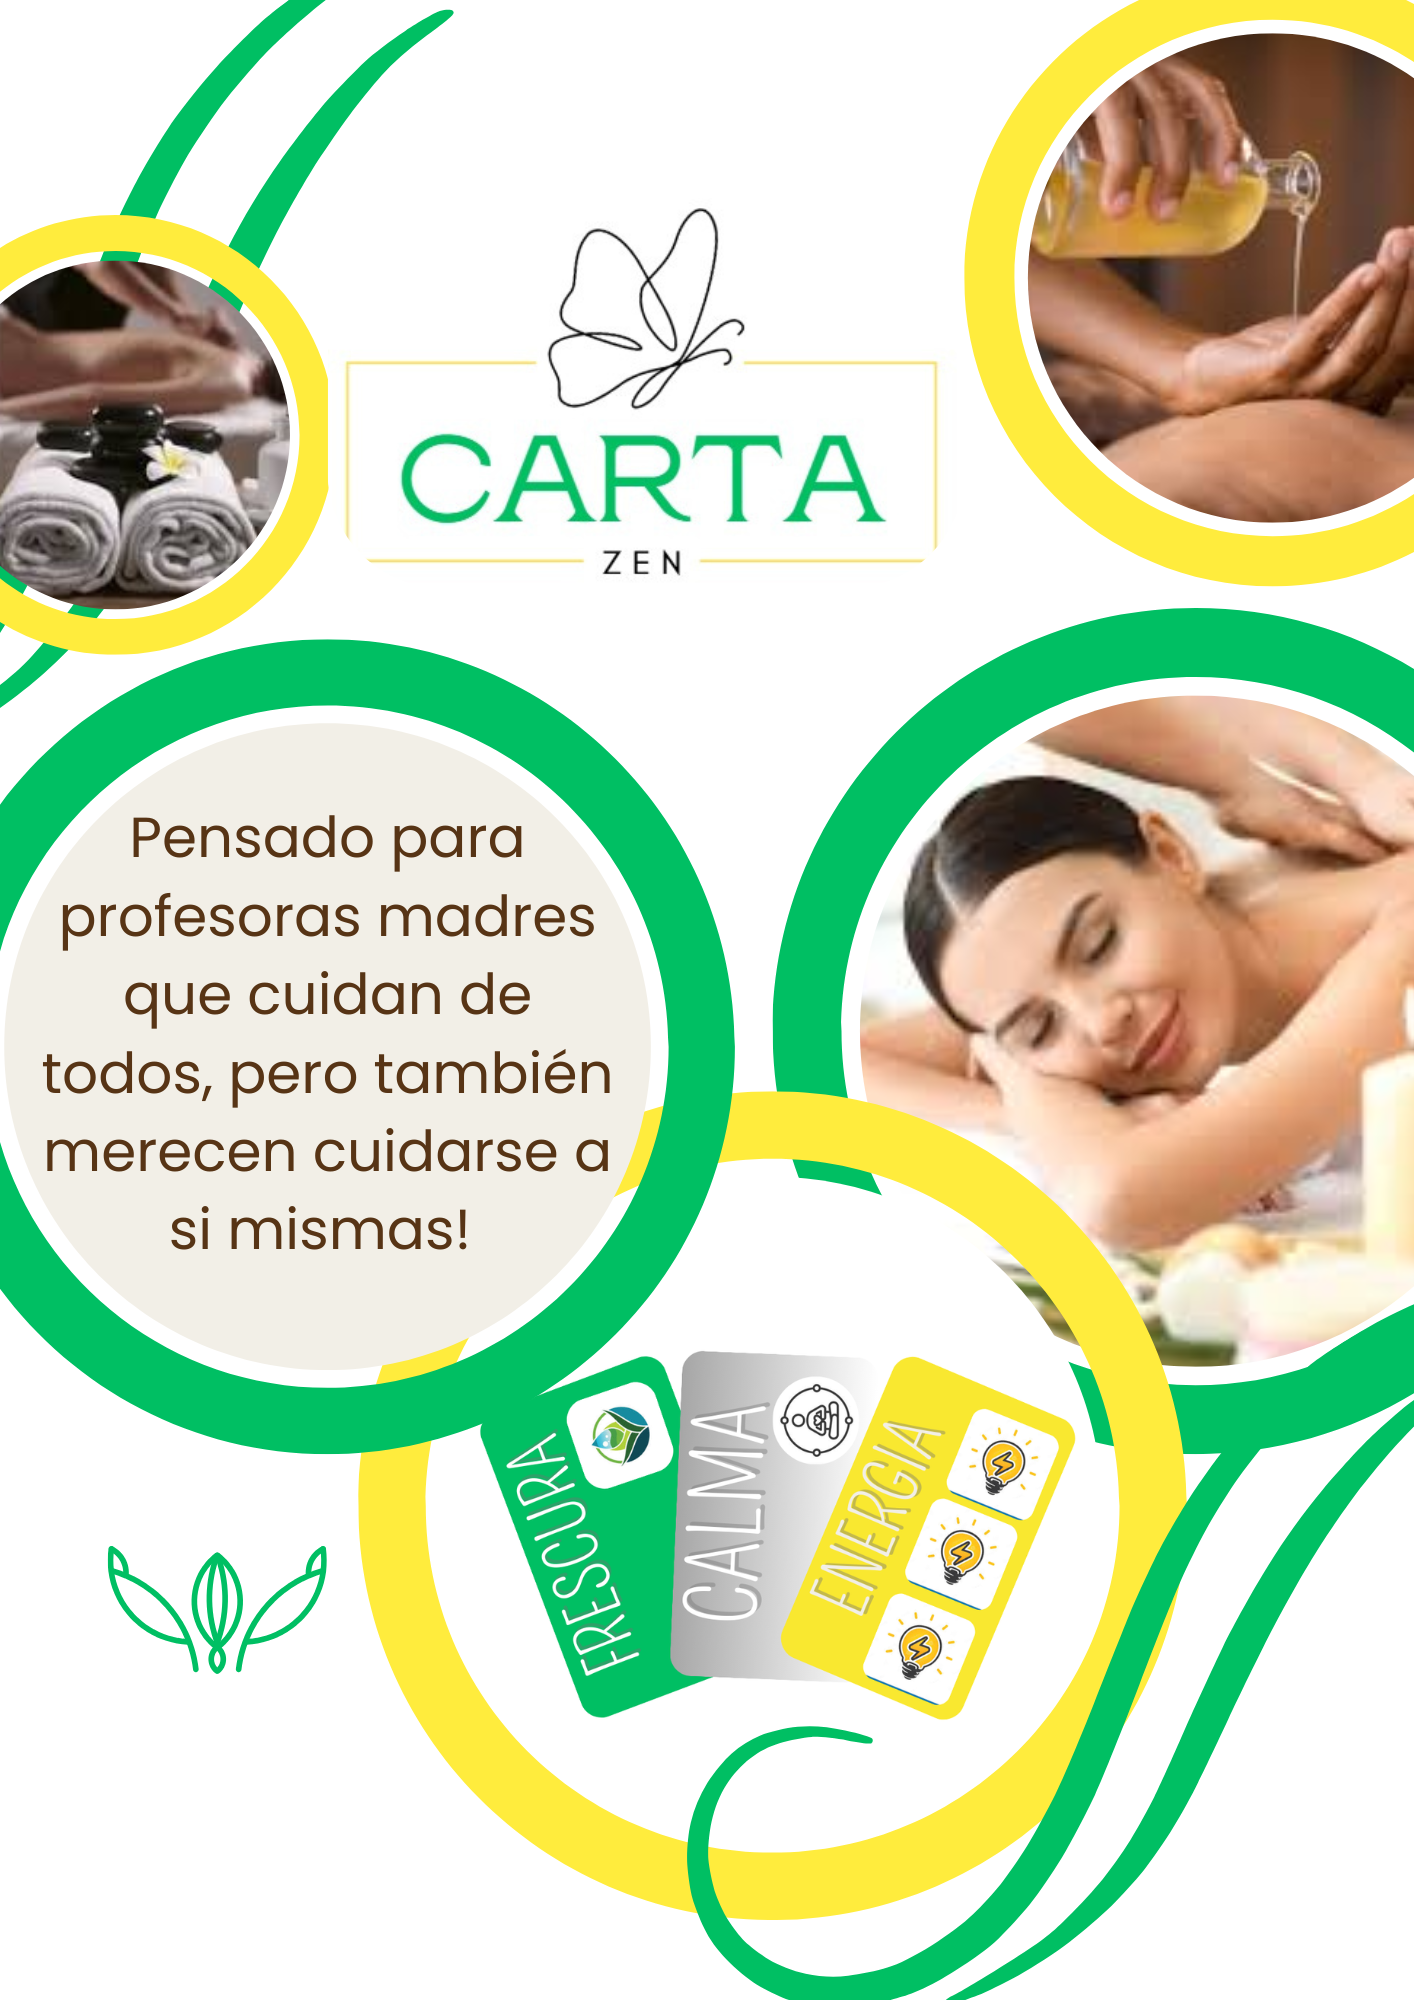 CARTA
ZEN
Pensado para
profesoras madres
que cuidan de
todos, pero también
merecen cuidarse a
si mismas!
FRESCURA
CALMA
ENERGIA